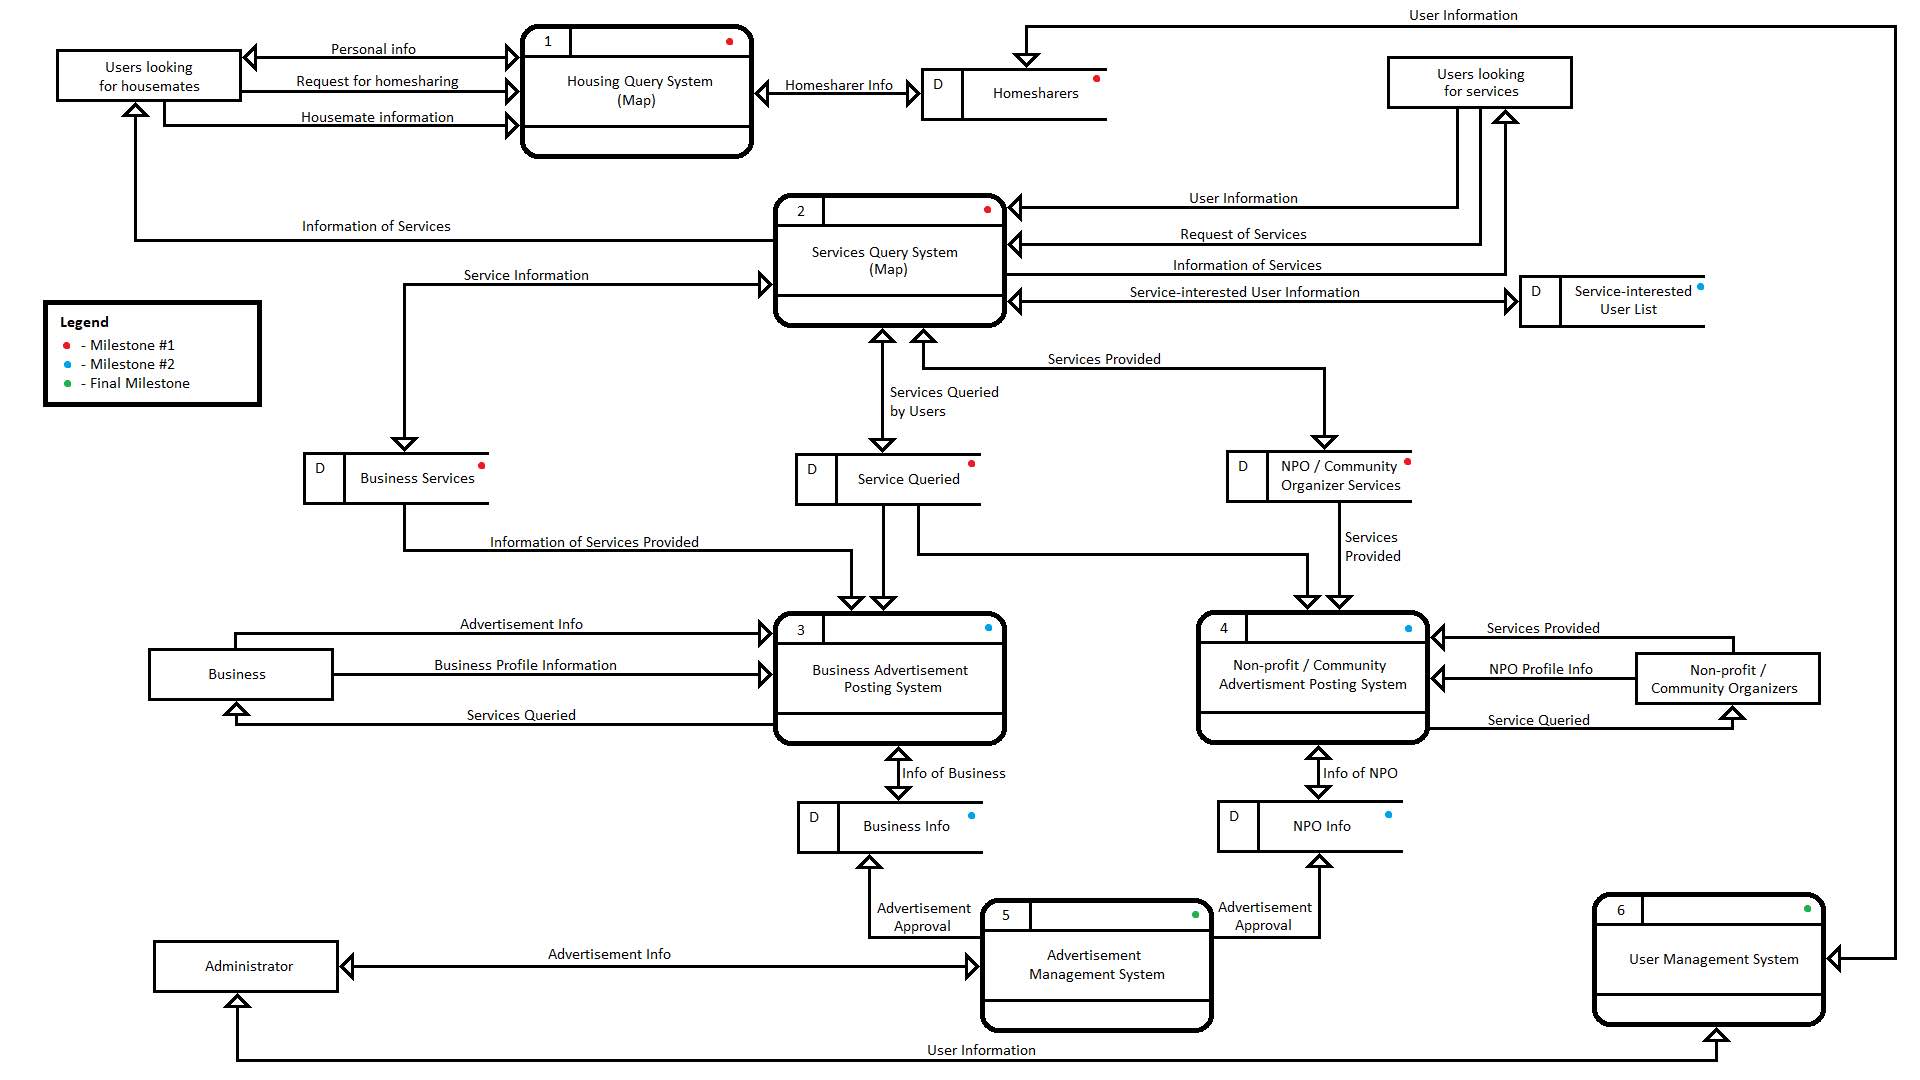 User Information
Users looking
for housemates
Personal info
Request for homesharing
Housemate information
1
Housing Query System
(Map)
Homesharer Info
D
Homesharers
Users looking
for services
Information of Services
2
Services Query System
(Map)
User Information
Request of Services
Information of Services
Service-interested User Information
D
Service-interested
User List
Service Information
Legend
- Milestone #1
- Milestone #2
- Final Milestone
Services Provided
Services Queried
by Users
D
Business Services
D
Service Queried
D
NPO / Community
Organizer Services
Information of Services Provided
Services
Provided
Advertisement Info
Business
Business Profile Information
Services Queried
3
Business Advertisement
Posting System
4
Non-profit / Community
Advertisment Posting System
Services Provided
NPO Profile Info
Service Queried
Non-profit /
Community Organizers
Info of Business
Info of NPO
D
Business Info
D
NPO Info
Advertisement
Approval
5
Advertisement
Management System
Advertisement
Approval
6
User Management System
Administrator
Advertisement Info
User Information